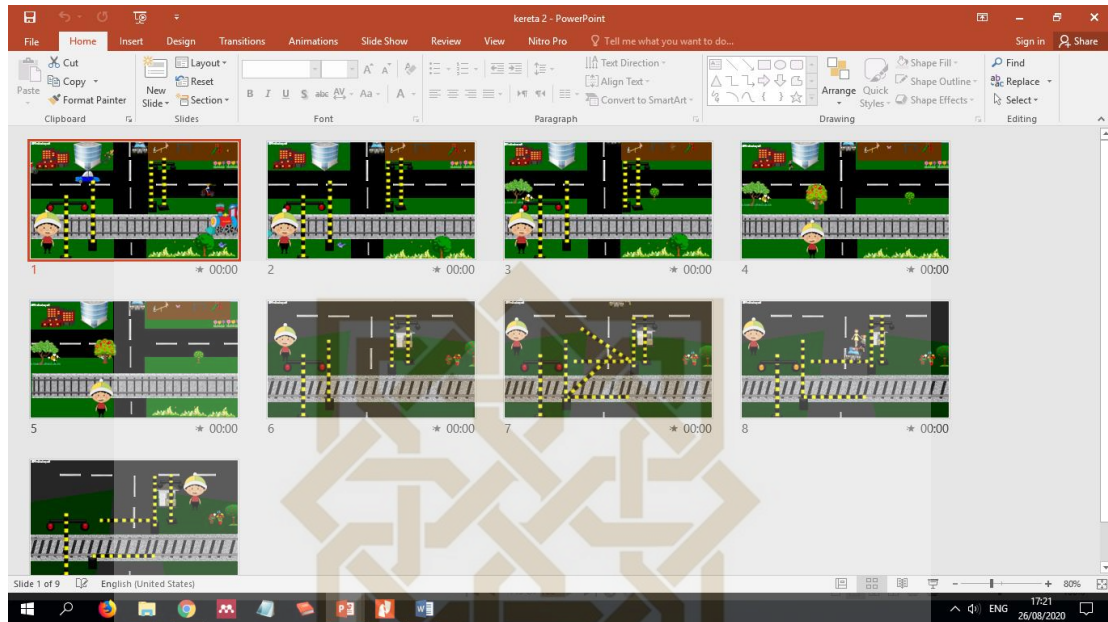 kereta 2 - PowerPoint
File Home Insert Design Transitions Animations Slide Show Review View Nitro Pro Tell me what you want to do... Sign in Share
Paste
Cut
Copy
Format Painter
Clipboard
New Slide
Layout
Reset
Section
Slides
B I U S abc AV Aa A
Font
Text Direction
Align Text
Convert to SmartArt
Paragraph
Arrange
Quick Styles
Shape Fill
Shape Outline
Shape Effects
Drawing
Find
Replace
Select
Editing
1 00:00
2 00:00
3 00:00
4 00:00
5 00:00
6 00:00
7 00:00
8 00:00
Slide 1 of 9 English (United States) 80%
ENG 17:21
26/08/2020